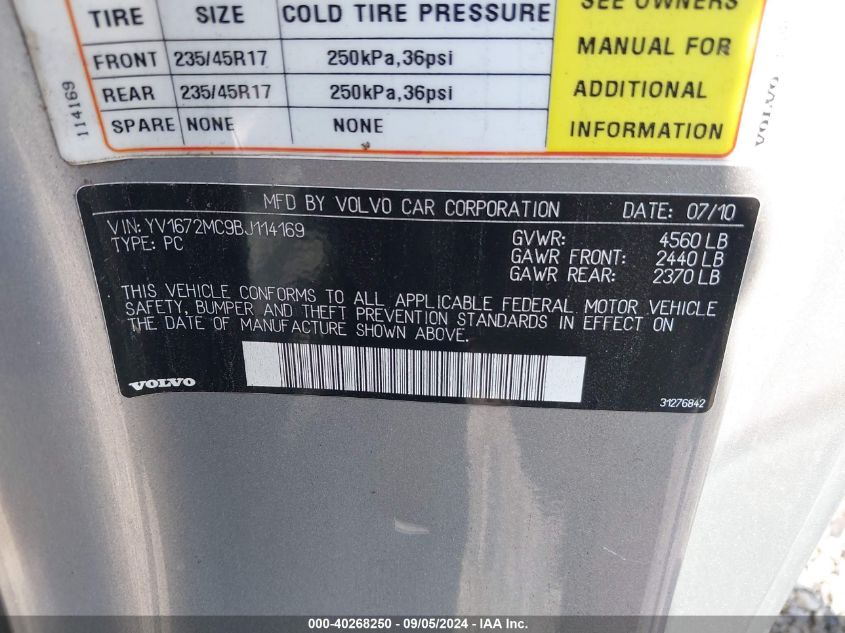 TIRE SIZE COLD TIRE PRESSURE
FRONT 235/45R17 250kPa,36psi
REAR 235/45R17 250kPa,36psi
SPARE NONE NONE
SEE OWNERS
MANUAL FOR
ADDITIONAL
INFORMATION
114169
VOLVO
MFD BY VOLVO CAR CORPORATION DATE: 07/10
VIN: YV1672MC9BJ114169
TYPE: PC
GVWR: 4560 LB
GAWR FRONT: 2440 LB
GAWR REAR: 2370 LB
THIS VEHICLE CONFORMS TO ALL APPLICABLE FEDERAL MOTOR VEHICLE
SAFETY, BUMPER AND THEFT PREVENTION STANDARDS IN EFFECT ON
THE DATE OF MANUFACTURE SHOWN ABOVE.
VOLVO
31276842
000-40268250 - 09/05/2024 - IAA Inc.